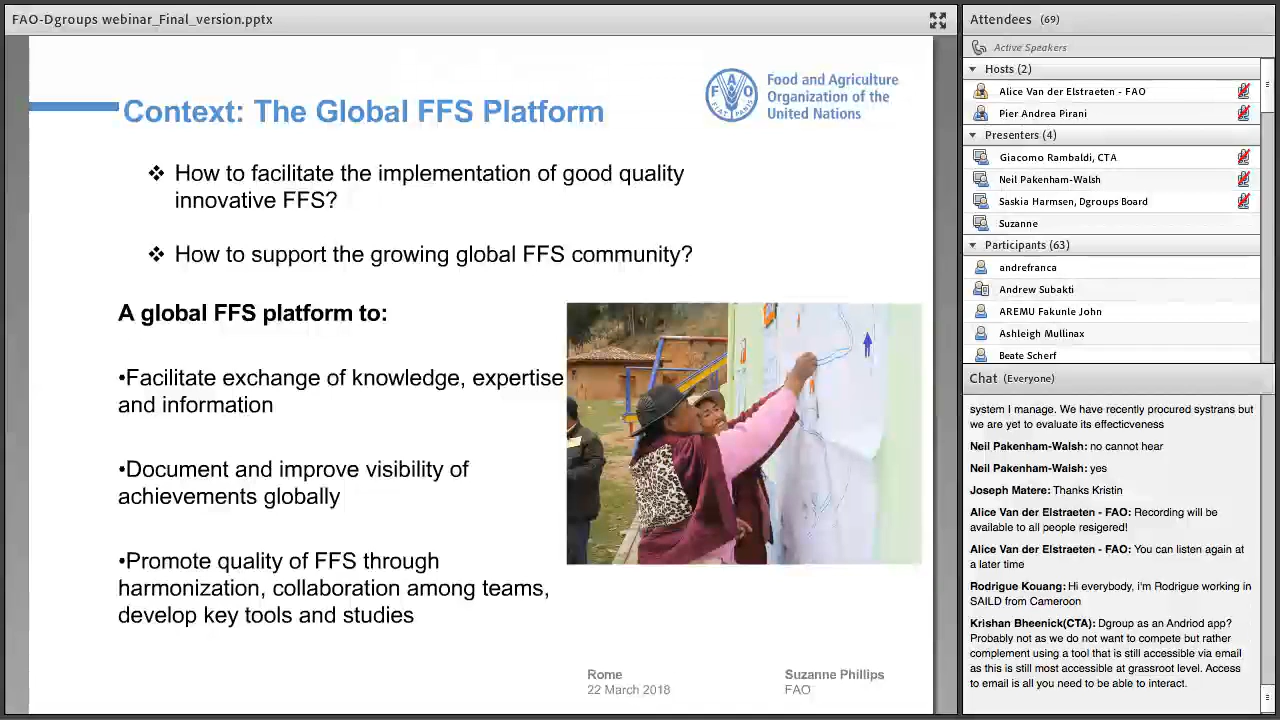 FAO-Dgroups webinar_Final_version.pptx
Context: The Global FFS Platform
F A O
FIAT PANIS
Food and Agriculture
Organization of the
United Nations
❖ How to facilitate the implementation of good quality
innovative FFS?
❖ How to support the growing global FFS community?
A global FFS platform to:
•Facilitate exchange of knowledge, expertise
and information
•Document and improve visibility of
achievements globally
•Promote quality of FFS through
harmonization, collaboration among teams,
develop key tools and studies
Rome
22 March 2018
Suzanne Phillips
FAO
Attendees (69)
Active Speakers
Hosts (2)
Alice Van der Elstraeten - FAO
Pier Andrea Pirani
Presenters (4)
Giacomo Rambaldi, CTA
Neil Pakenham-Walsh
Saskia Harmsen, Dgroups Board
Suzanne
Participants (63)
andrefranca
Andrew Subakti
AREMU Fakunle John
Ashleigh Mullinax
Beate Scherf
Chat (Everyone)
system I manage. We have recently procured systrans but
we are yet to evaluate its effecticvness
Neil Pakenham-Walsh: no cannot hear
Neil Pakenham-Walsh: yes
Joseph Matere: Thanks Kristin
Alice Van der Elstraeten - FAO: Recording will be
available to all people resigered!
Alice Van der Elstraeten - FAO: You can listen again at
a later time
Rodrigue Kouang: Hi everybody, i'm Rodrigue working in
SAILD from Cameroon
Krishan Bheenick(CTA): Dgroup as an Andriod app?
Probably not as we do not want to compete but rather
complement using a tool that is still accessible via email
as this is still most accessible at grassroot level. Access
to email is all you need to be able to interact.